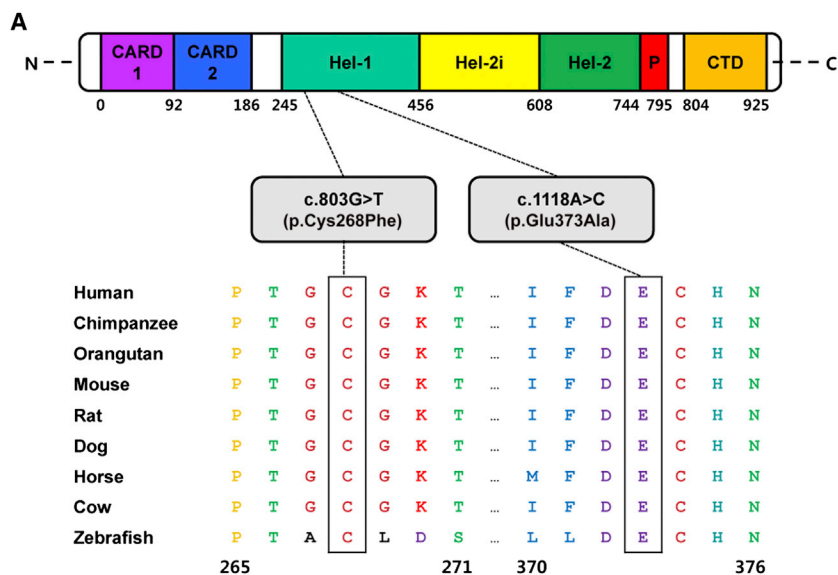 A
N CARD 1 CARD 2 Hel-1 Hel-2i Hel-2 P CTD C
0 92 186 245 456 608 744 795 804 925
c.803G>T c.1118A>C
(p.Cys268Phe) (p.Glu373Ala)
Human P T G C G K T ... I F D E C H N
Chimpanzee P T G C G K T ... I F D E C H N
Orangutan P T G C G K T ... I F D E C H N
Mouse P T G C G K T ... I F D E C H N
Rat P T G C G K T ... I F D E C H N
Dog P T G C G K T ... I F D E C H N
Horse P T G C G K T ... M F D E C H N
Cow P T G C G K T ... I F D E C H N
Zebrafish P T A C L D S ... L L D E C H N
265 271 370 376